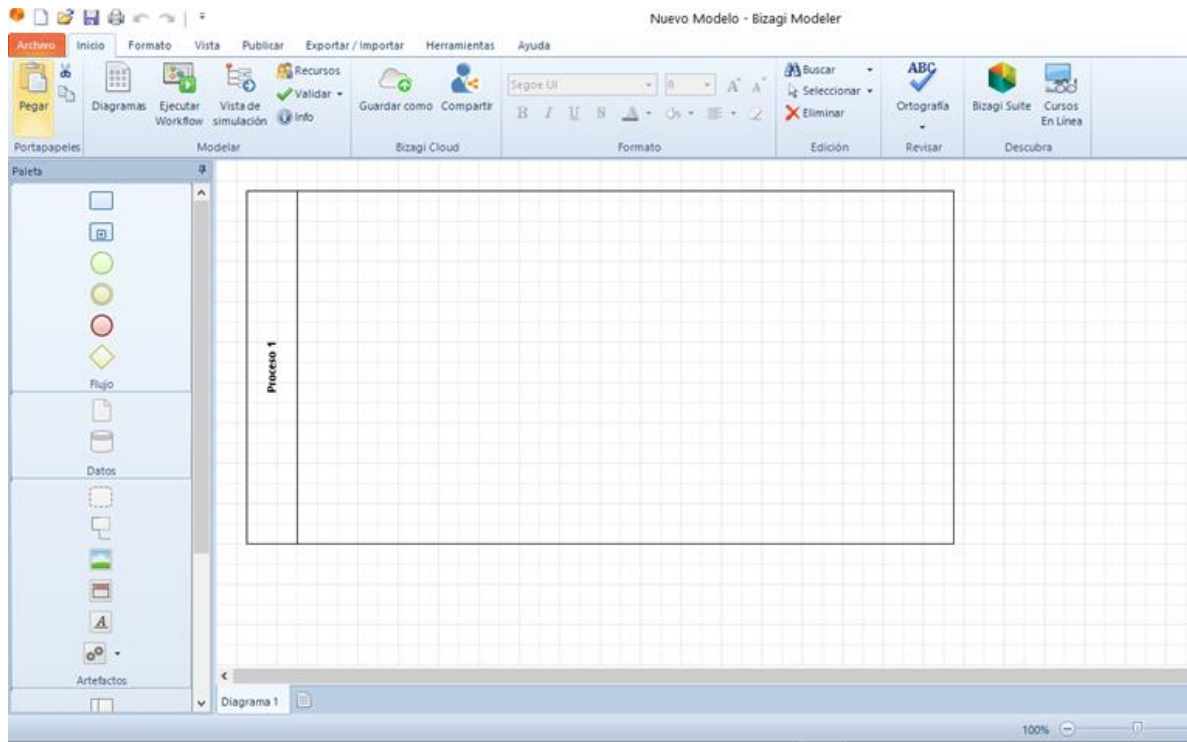 Nuevo Modelo - Bizagi Modeler
Archivo Inicio Formato Vista Publicar Exportar / Importar Herramientas Ayuda
Pegar
Diagramas
Ejecutar
Workflow
Vista de
simulación
Recursos
Validar
Info
Guardar como
Compartir
Segoe UI
8
A A
B I U S A
Buscar
Seleccionar
Eliminar
ABC
Ortografía
Bizagi Suite
Cursos
En Línea
Portapapeles Modelar Bizagi Cloud Formato Edición Revisar Descubra
Paleta
Flujo
Datos
A
Artefactos
Proceso 1
Diagrama 1
100%